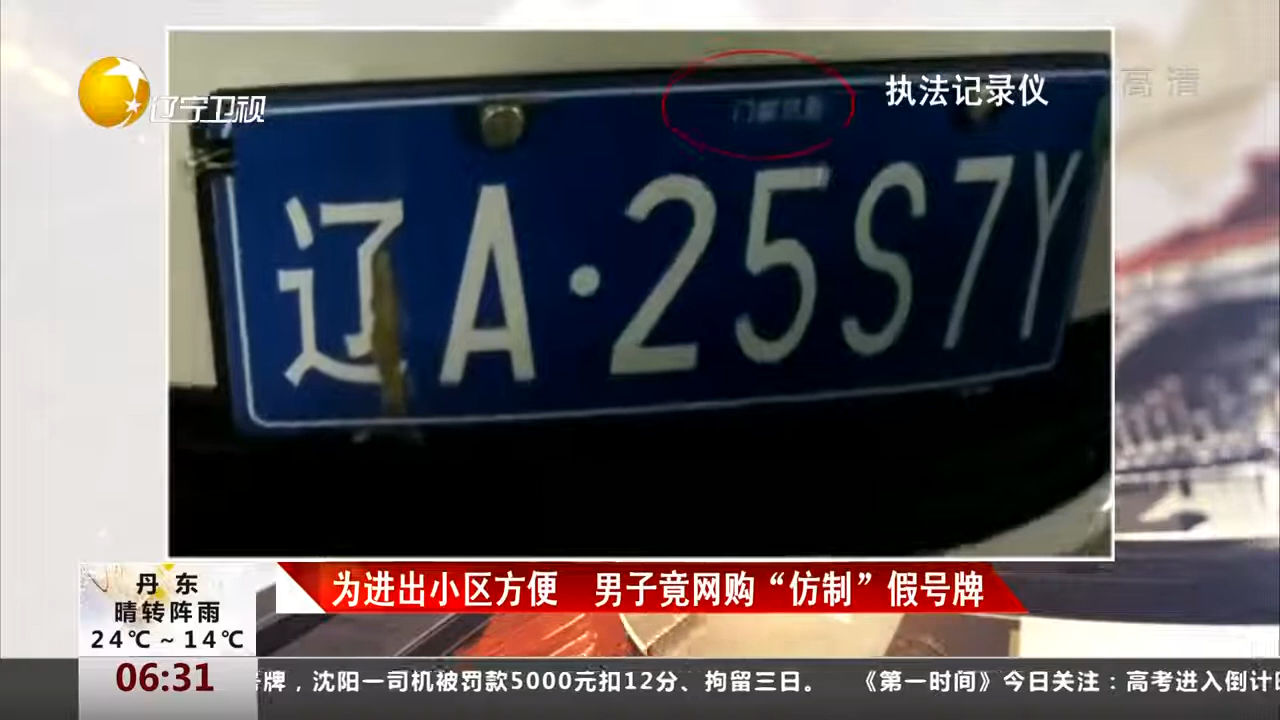 辽宁卫视
执法记录仪
高清
辽A·25S7Y
为进出小区方便 男子竟网购“仿制”假号牌
丹东
晴转阵雨
24℃~14℃
06:31
牌，沈阳一司机被罚款5000元扣12分、拘留三日。 《第一时间》今日关注：高考进入倒计